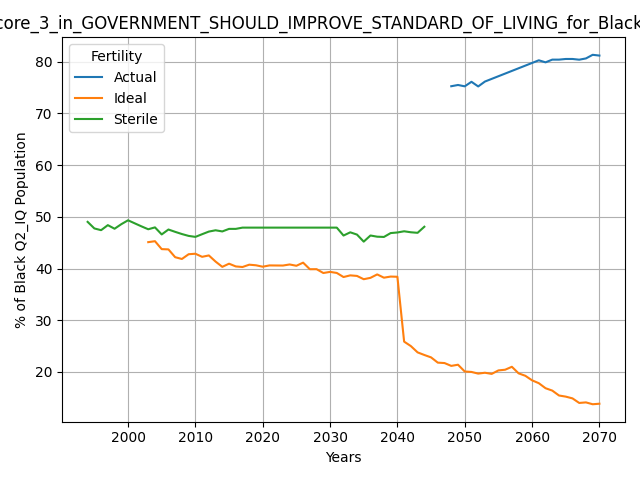 core_3_in_GOVERNMENT_SHOULD_IMPROVE_STANDARD_OF_LIVING_for_Black
Fertility
Actual
Ideal
Sterile
% of Black Q2_IQ Population
80
70
60
50
40
30
20
2000 2010 2020 2030 2040 2050 2060 2070
Years